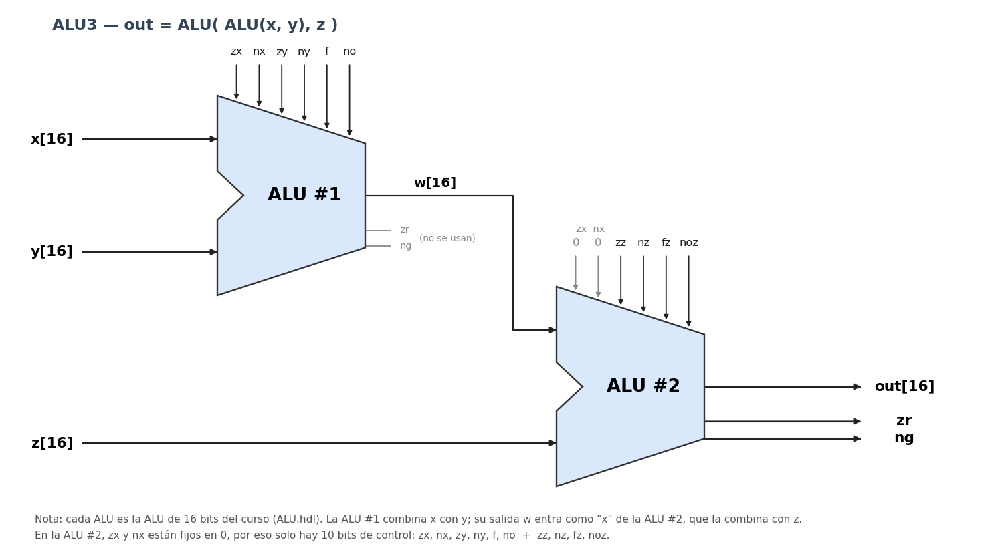 ALU3 — out = ALU( ALU(x, y), z )
zx nx zy ny f no
x[16]
ALU #1
w[16]
y[16]
zr
ng
(no se usan)
zx nx
0 0 zz nz fz noz
ALU #2
out[16]
zr
ng
z[16]
Nota: cada ALU es la ALU de 16 bits del curso (ALU.hdl). La ALU #1 combina x con y; su salida w entra como "x" de la ALU #2, que la combina con z.
En la ALU #2, zx y nx están fijos en 0, por eso solo hay 10 bits de control: zx, nx, zy, ny, f, no + zz, nz, fz, noz.